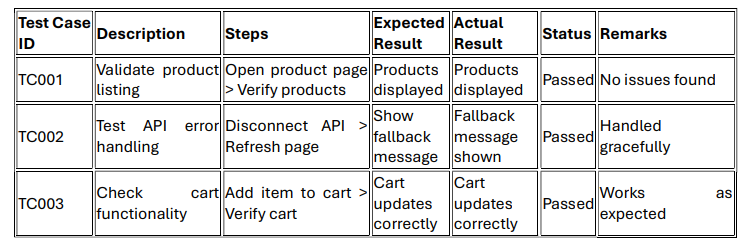 Test Case ID | Description | Steps | Expected Result | Actual Result | Status | Remarks
TC001 | Validate product listing | Open product page > Verify products | Products displayed | Products displayed | Passed | No issues found
TC002 | Test API error handling | Disconnect API > Refresh page | Show fallback message | Fallback message shown | Passed | Handled gracefully
TC003 | Check cart functionality | Add item to cart > Verify cart | Cart updates correctly | Cart updates correctly | Passed | Works as expected